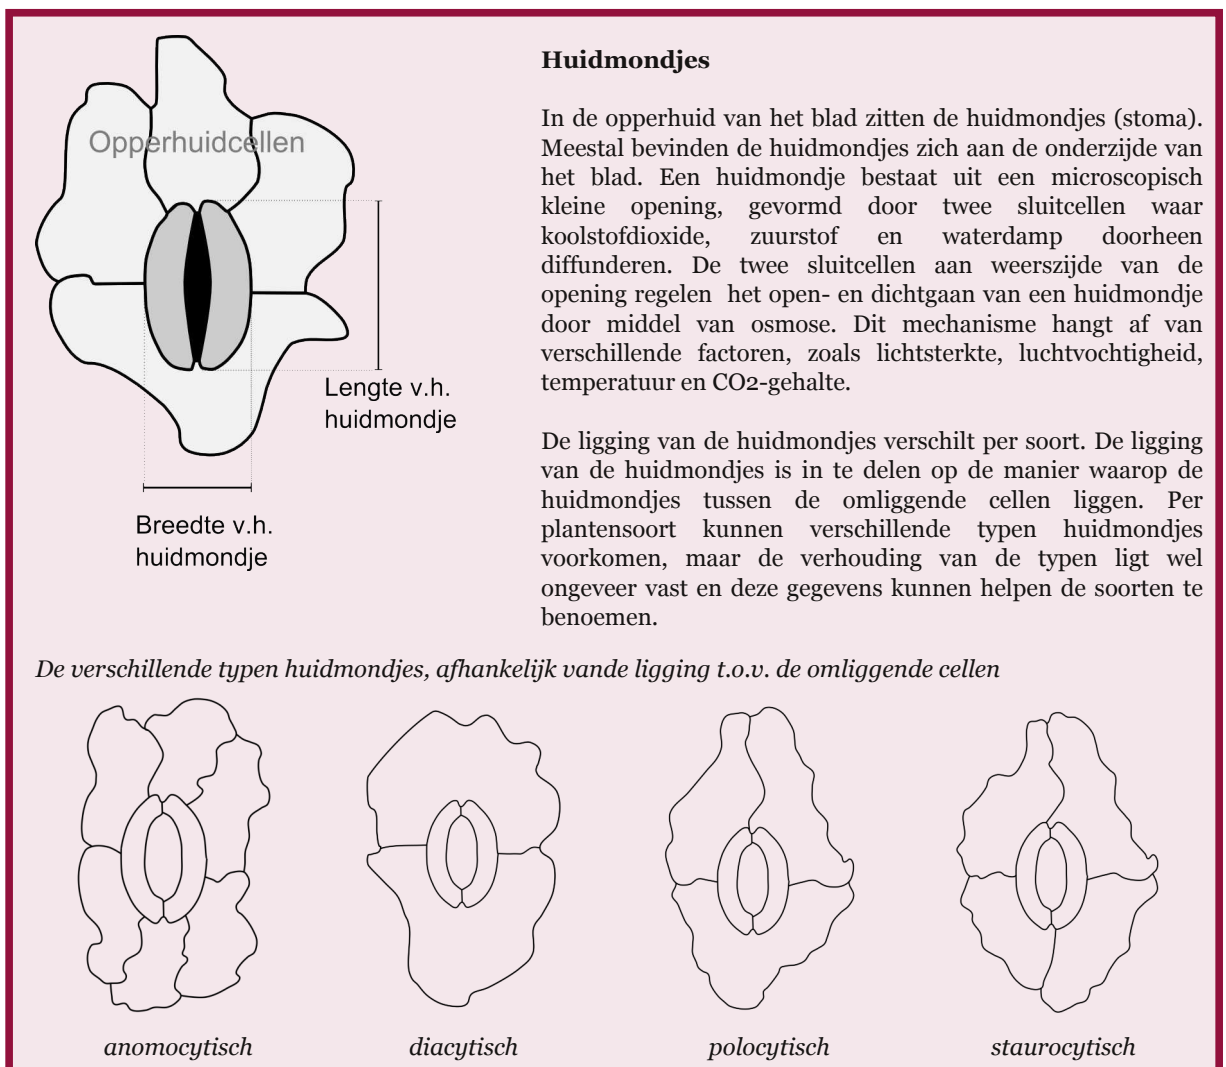 Opperhuidcellen
Lengte v.h.
huidmondje
Breedte v.h.
huidmondje
Huidmondjes
In de opperhuid van het blad zitten de huidmondjes (stoma).
Meestal bevinden de huidmondjes zich aan de onderzijde van
het blad. Een huidmondje bestaat uit een microscopisch
kleine opening, gevormd door twee sluitcellen waar
koolstofdioxide, zuurstof en waterdamp doorheen
diffunderen. De twee sluitcellen aan weerszijde van de
opening regelen het open- en dichtgaan van een huidmondje
door middel van osmose. Dit mechanisme hangt af van
verschillende factoren, zoals lichtsterkte, luchtvochtigheid,
temperatuur en CO2-gehalte.
De ligging van de huidmondjes verschilt per soort. De ligging
van de huidmondjes is in te delen op de manier waarop de
huidmondjes tussen de omliggende cellen liggen. Per
plantensoort kunnen verschillende typen huidmondjes
voorkomen, maar de verhouding van de typen ligt wel
ongeveer vast en deze gegevens kunnen helpen de soorten te
benoemen.
De verschillende typen huidmondjes, afhankelijk vande ligging t.o.v. de omliggende cellen
anomocytisch
diacytisch
polocytisch
staurocytisch